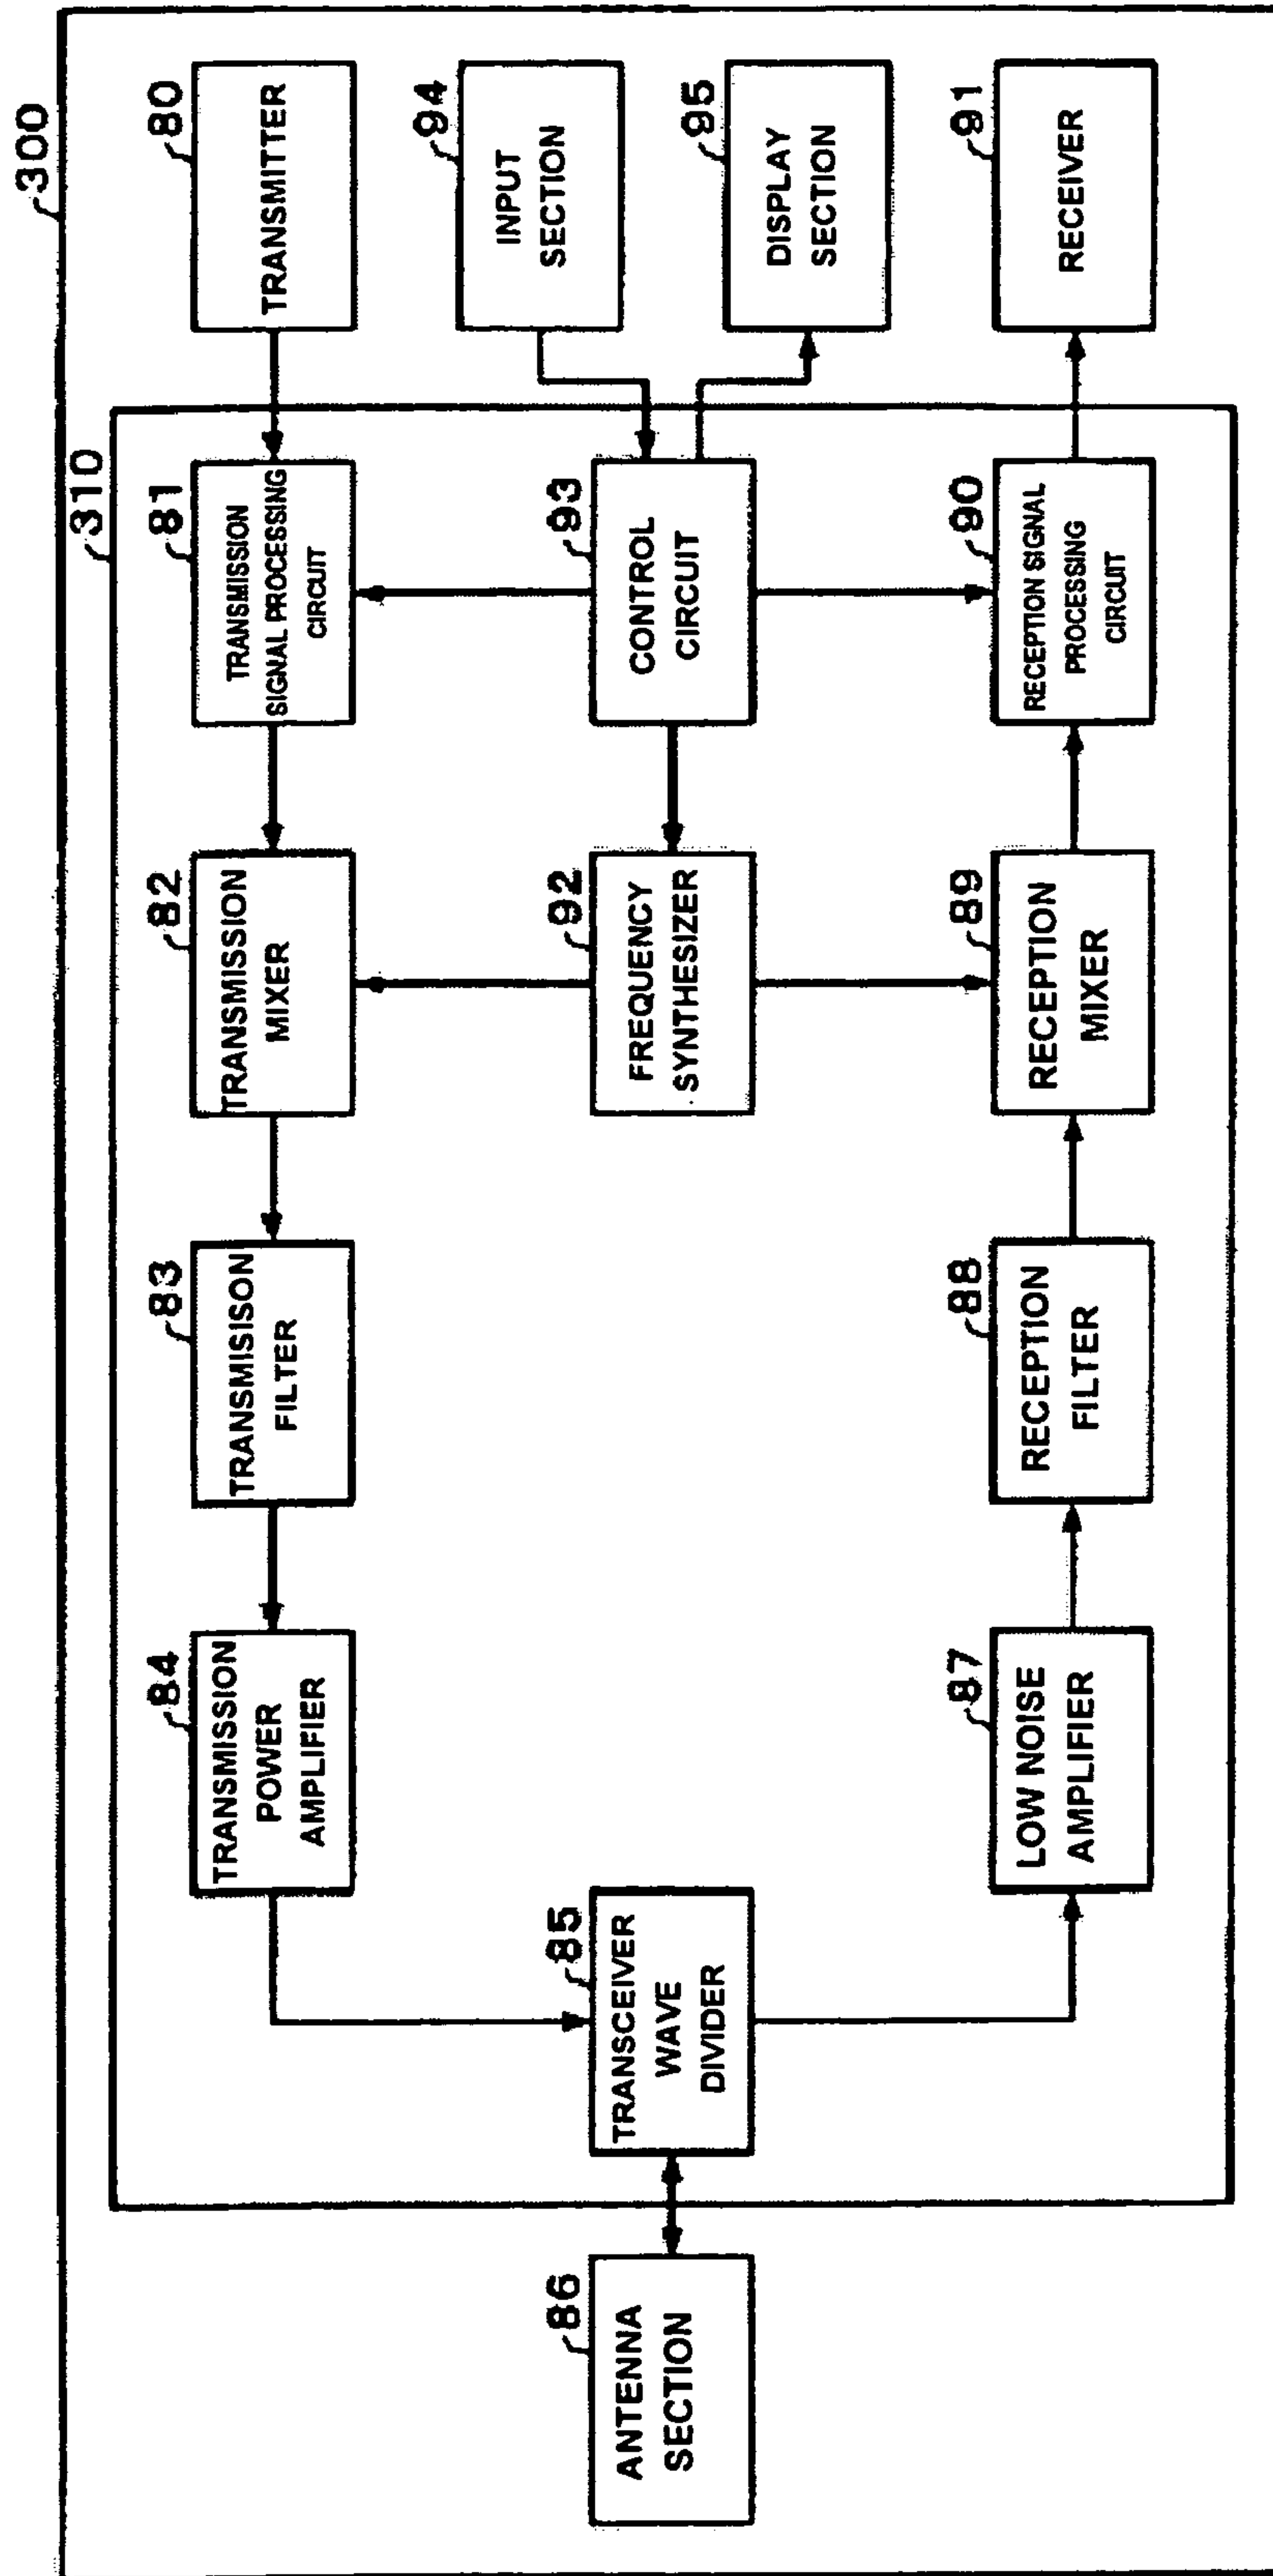 300
310
86
ANTENNA
SECTION
84
TRANSMISSION
POWER
AMPLIFIER
83
TRANSMISISON
FILTER
82
TRANSMISSION
MIXER
81
TRANSMISSION
SIGNAL PROCESSING
CIRCUIT
80
TRANSMITTER
85
TRANSCEIVER
WAVE
DIVIDER
92
FREQUENCY
SYNTHESIZER
93
CONTROL
CIRCUIT
94
INPUT
SECTION
95
DISPLAY
SECTION
87
LOW NOISE
AMPLIFIER
88
RECEPTION
FILTER
89
RECEPTION
MIXER
90
RECEPTION SIGNAL
PROCESSING
CIRCUIT
91
RECEIVER